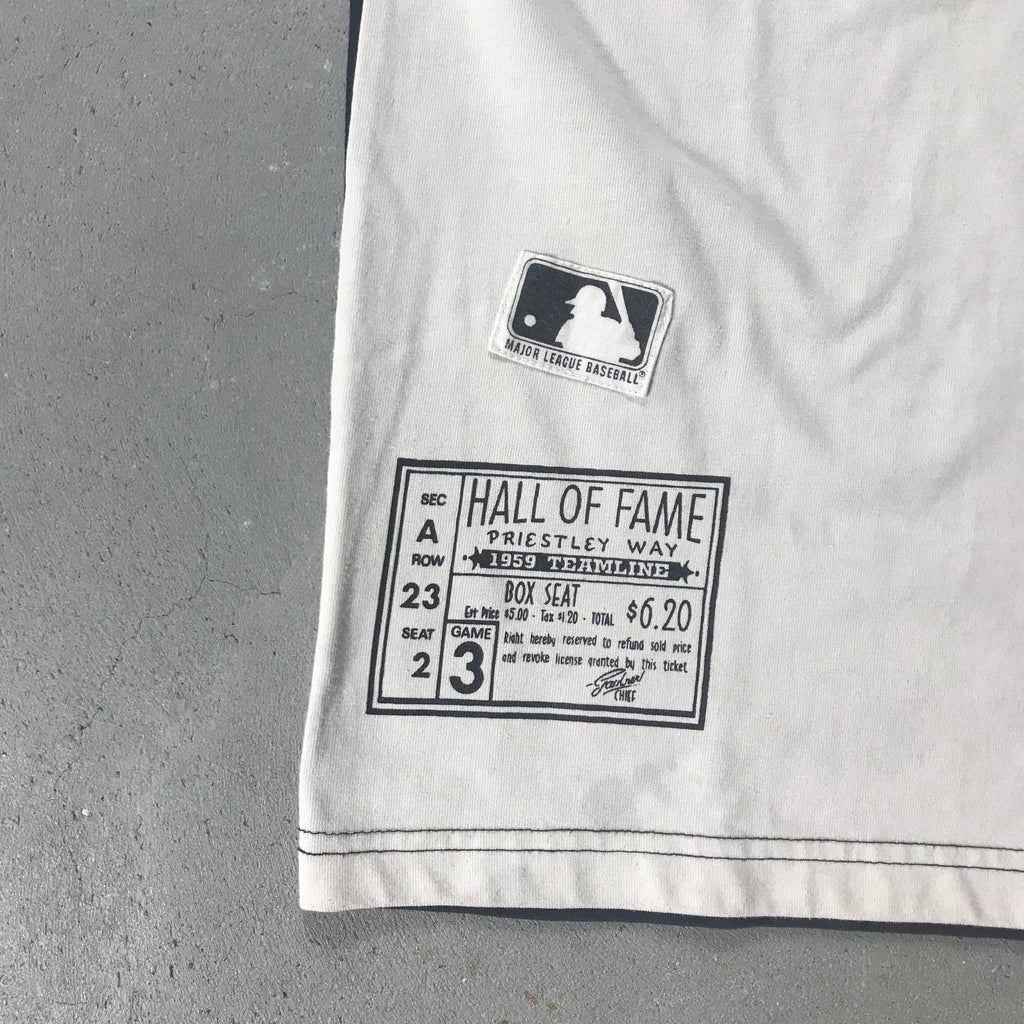 MAJOR LEAGUE BASEBALL®
SEC
A
ROW
23
SEAT
2
HALL OF FAME
PRIESTLEY WAY
1959 TEAMLINE
BOX SEAT
Est Price $5.00 - Tax $1.20 - TOTAL $6.20
GAME
3
Right hereby reserved to refund sold price
and revoke license granted by this ticket
CHIEF